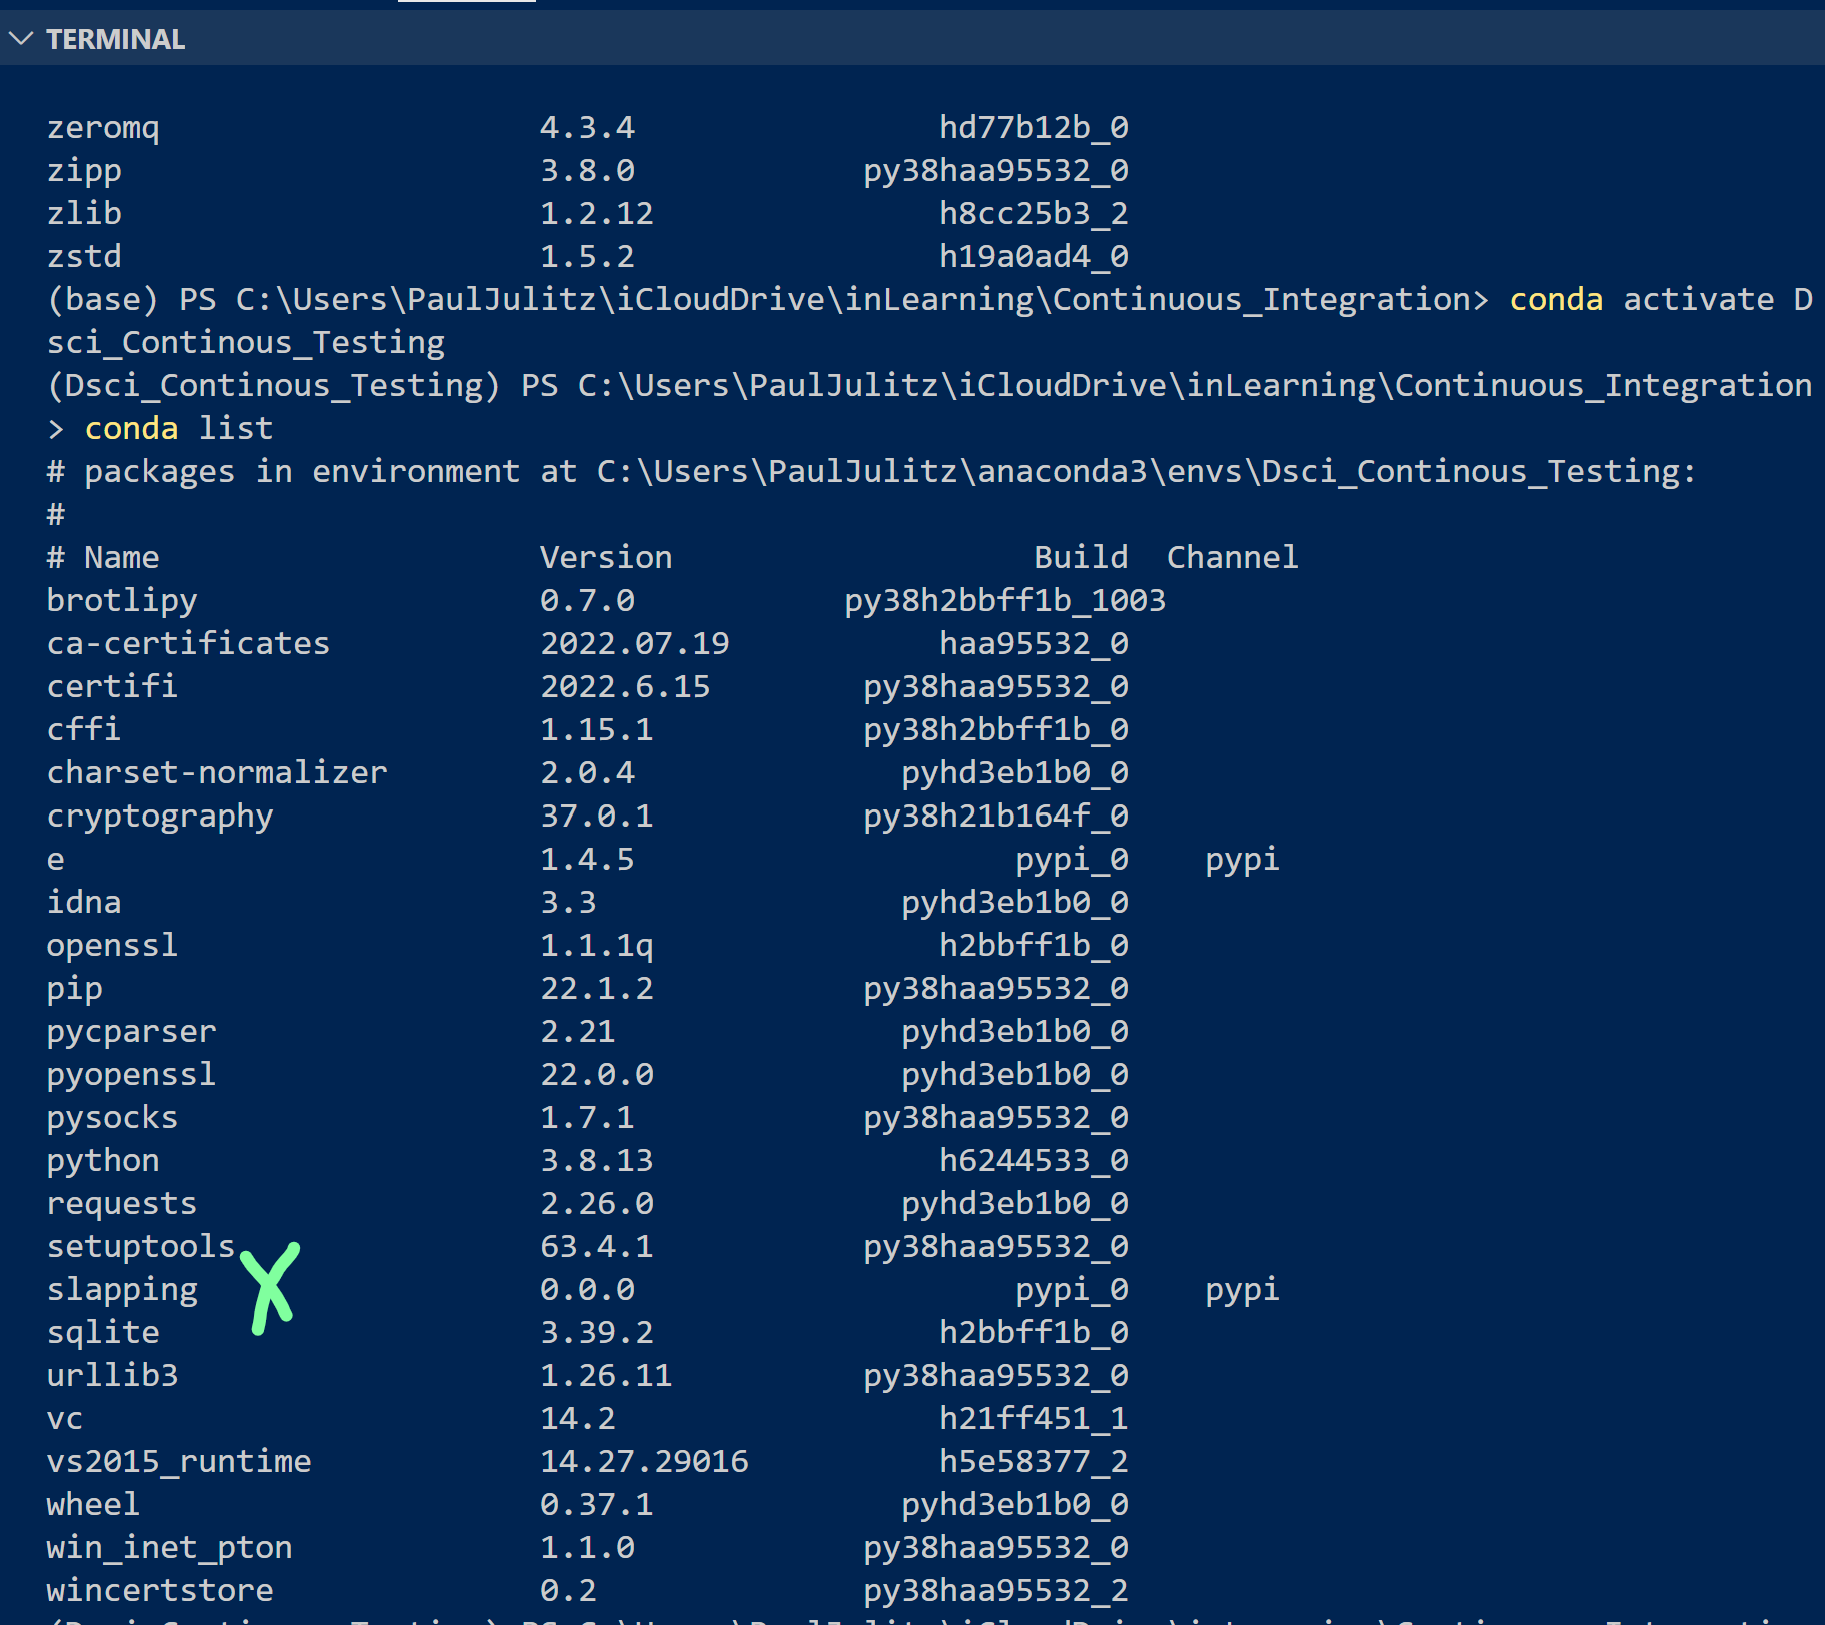 TERMINAL
zeromq 4.3.4 hd77b12b_0
zipp 3.8.0 py38haa95532_0
zlib 1.2.12 h8cc25b3_2
zstd 1.5.2 h19a0ad4_0
(base) PS C:\Users\PaulJulitz\iCloudDrive\inLearning\Continuous_Integration> conda activate D
sci_Continous_Testing
(Dsci_Continous_Testing) PS C:\Users\PaulJulitz\iCloudDrive\inLearning\Continuous_Integration
> conda list
# packages in environment at C:\Users\PaulJulitz\anaconda3\envs\Dsci_Continous_Testing:
#
# Name Version Build Channel
brotlipy 0.7.0 py38h2bbff1b_1003
ca-certificates 2022.07.19 haa95532_0
certifi 2022.6.15 py38haa95532_0
cffi 1.15.1 py38h2bbff1b_0
charset-normalizer 2.0.4 pyhd3eb1b0_0
cryptography 37.0.1 py38h21b164f_0
e 1.4.5 pypi_0 pypi
idna 3.3 pyhd3eb1b0_0
openssl 1.1.1q h2bbff1b_0
pip 22.1.2 py38haa95532_0
pycparser 2.21 pyhd3eb1b0_0
pyopenssl 22.0.0 pyhd3eb1b0_0
pysocks 1.7.1 py38haa95532_0
python 3.8.13 h6244533_0
requests 2.26.0 pyhd3eb1b0_0
setuptools 63.4.1 py38haa95532_0
slapping 0.0.0 pypi_0 pypi
sqlite 3.39.2 h2bbff1b_0
urllib3 1.26.11 py38haa95532_0
vc 14.2 h21ff451_1
vs2015_runtime 14.27.29016 h5e58377_2
wheel 0.37.1 pyhd3eb1b0_0
win_inet_pton 1.1.0 py38haa95532_0
wincertstore 0.2 py38haa95532_2